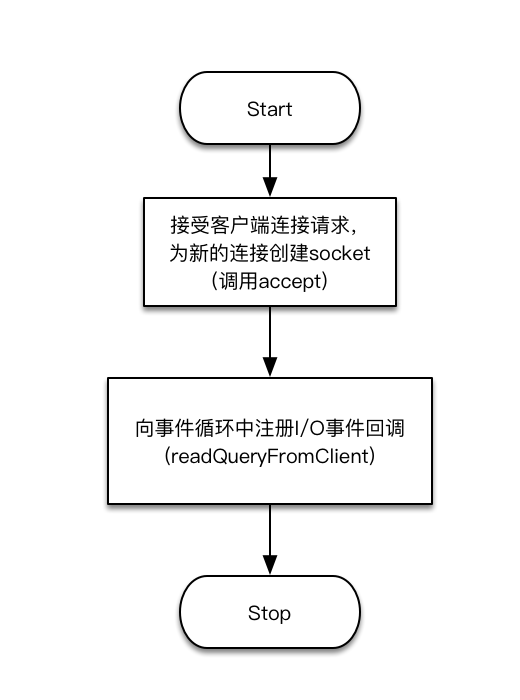 Start
接受客户端连接请求，
为新的连接创建socket
（调用accept）
向事件循环中注册I/O事件回调
（readQueryFromClient）
Stop